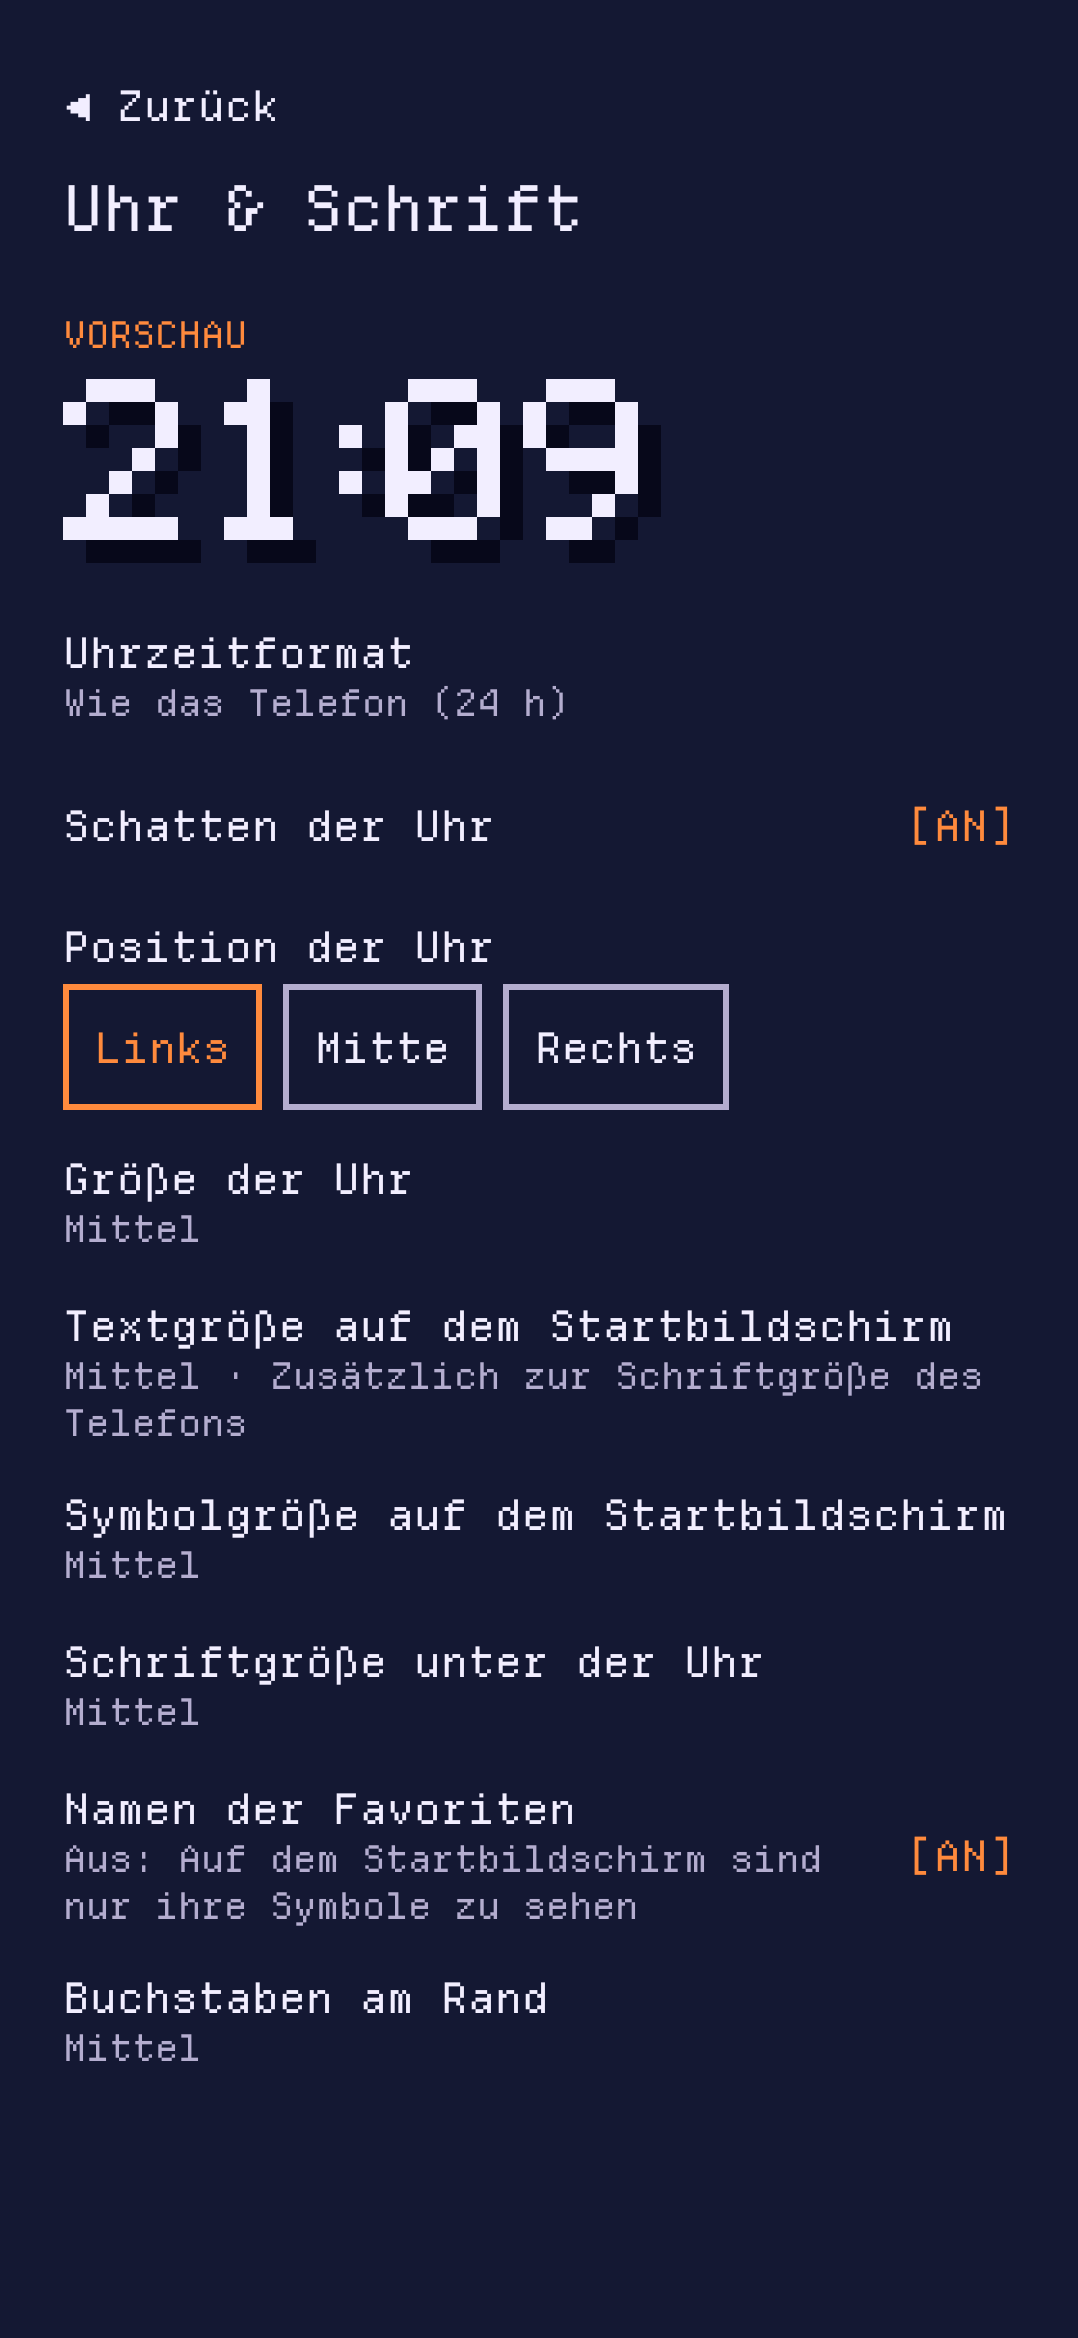 ◀ Zurück
Uhr & Schrift
VORSCHAU
21:09
Uhrzeitformat
Wie das Telefon (24 h)
Schatten der Uhr [AN]
Position der Uhr
Links Mitte Rechts
Größe der Uhr
Mittel
Textgröße auf dem Startbildschirm
Mittel · Zusätzlich zur Schriftgröße des
Telefons
Symbolgröße auf dem Startbildschirm
Mittel
Schriftgröße unter der Uhr
Mittel
Namen der Favoriten
Aus: Auf dem Startbildschirm sind [AN]
nur ihre Symbole zu sehen
Buchstaben am Rand
Mittel